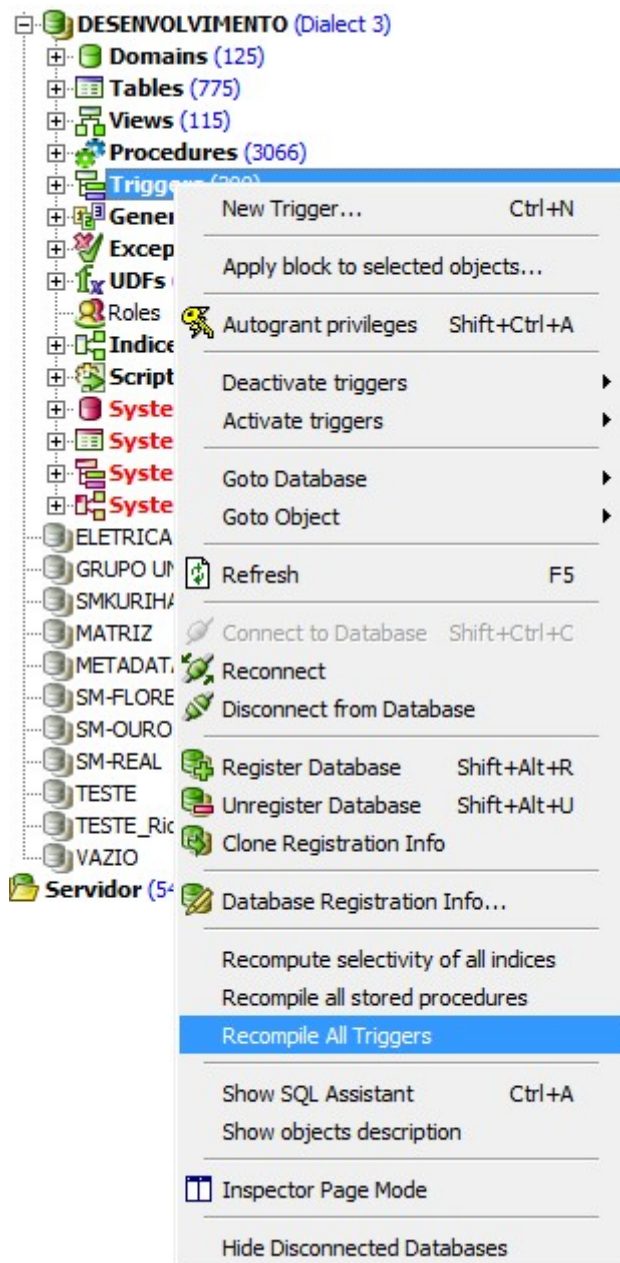 DESENVOLVIMENTO (Dialect 3)
Domains (125)
Tables (775)
Views (115)
Procedures (3066)
New Trigger... Ctrl+N
Apply block to selected objects...
UDFs
Roles
Autogrant privileges Shift+Ctrl+A
Deactivate triggers
Activate triggers
Goto Database
Goto Object
ELETRICA
Refresh F5
MATRIZ
Connect to Database Shift+Ctrl+C
Reconnect
Disconnect from Database
SM-REAL
Register Database Shift+Alt+R
TESTE
Unregister Database Shift+Alt+U
Clone Registration Info
VAZIO
Servidor
Database Registration Info...
Recompute selectivity of all indices
Recompile all stored procedures
Recompile All Triggers
Show SQL Assistant Ctrl+A
Show objects description
Inspector Page Mode
Hide Disconnected Databases